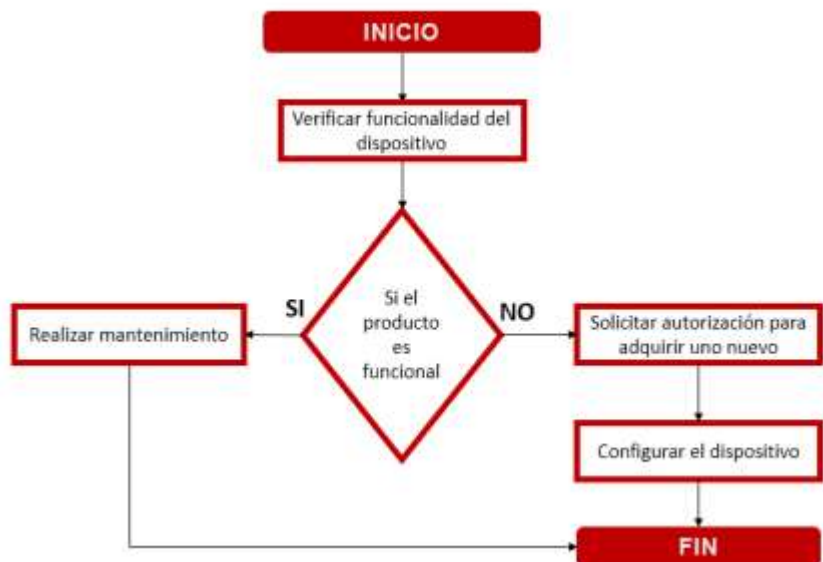 INICIO
Verificar funcionalidad del
dispositivo
SI
Si el
producto
es
funcional
NO
Realizar mantenimiento
Solicitar autorización para
adquirir uno nuevo
Configurar el dispositivo
FIN